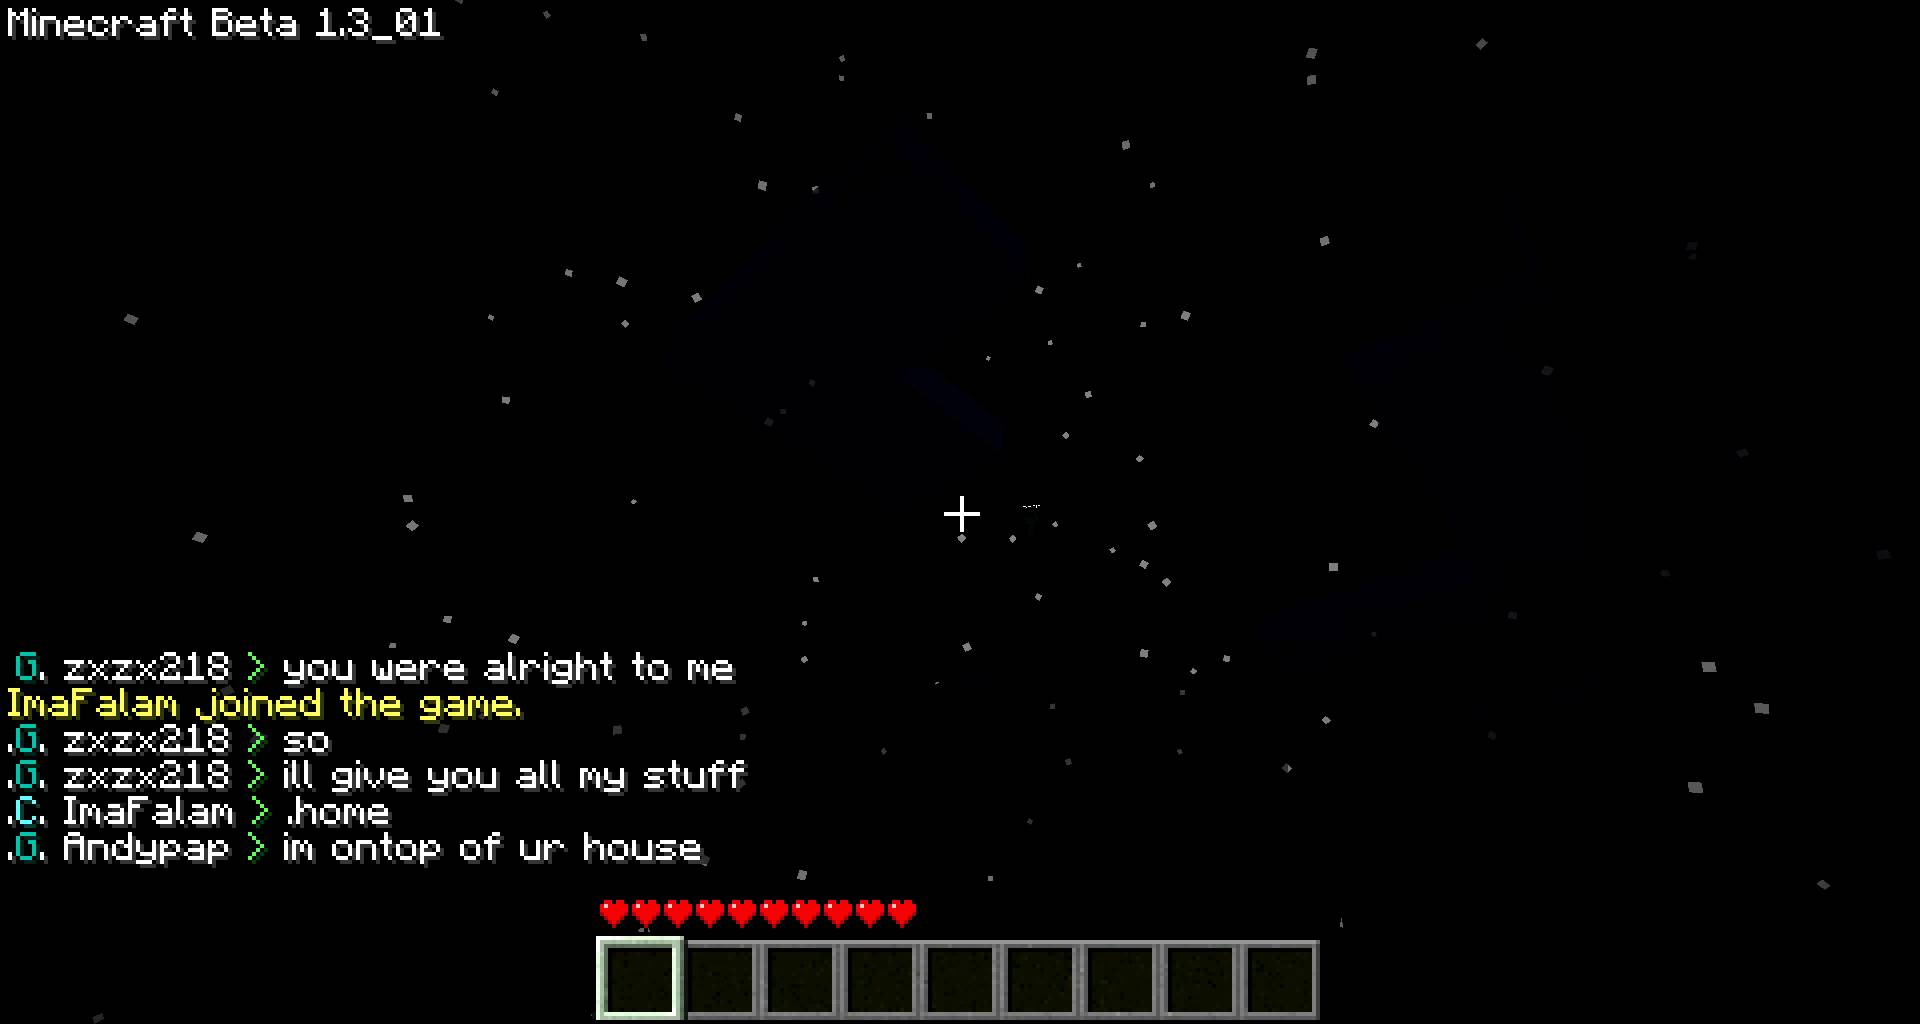 Minecraft Beta 1.3_01
.G. zxzx218 > you were alright to me
ImaFalam joined the game.
.G. zxzx218 > so
.G. zxzx218 > ill give you all my stuff
.C. ImaFalam > .home
.G. Andypap > im ontop of ur house